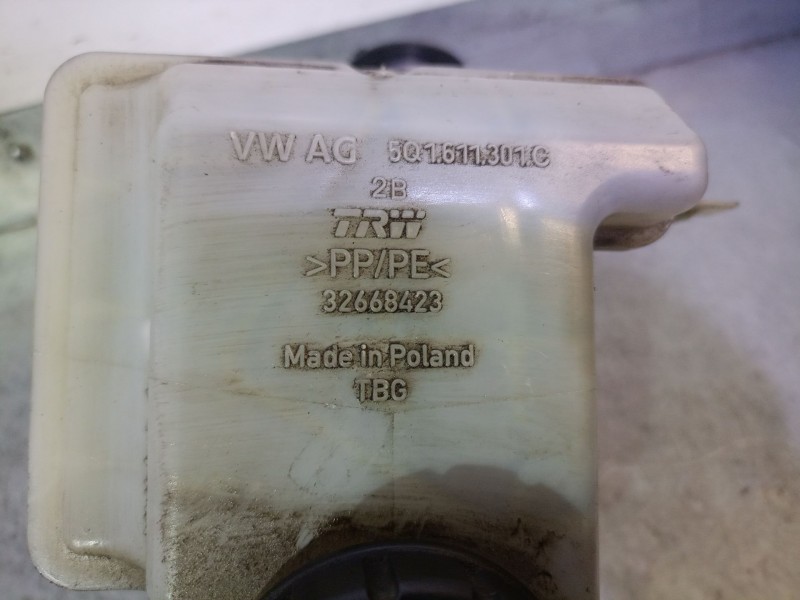 VW AG 5Q1.611.301.C
2B
TRW
>PP/PE<
32668423
Made in Poland
TBG